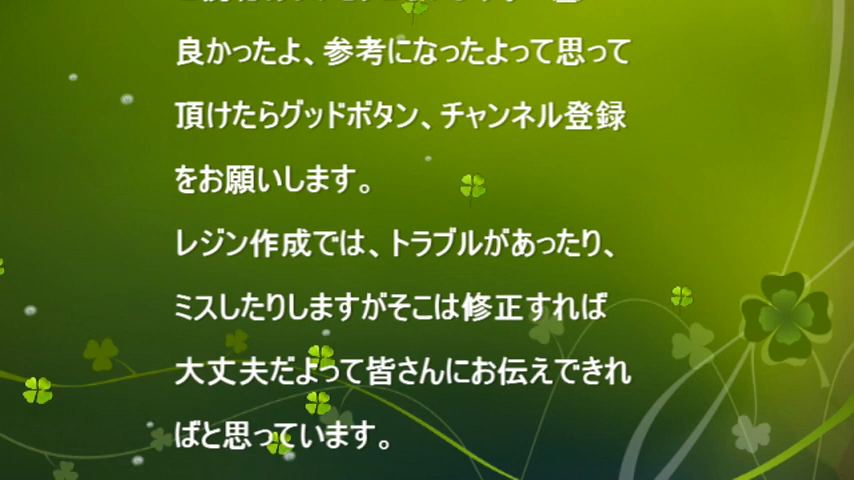 良かったよ、参考になったよって思って
頂けたらグッドボタン、チャンネル登録
をお願いします。
レジン作成では、トラブルがあったり、
ミスしたりしますがそこは修正すれば
大丈夫だよって皆さんにお伝えできれ
ばと思っています。